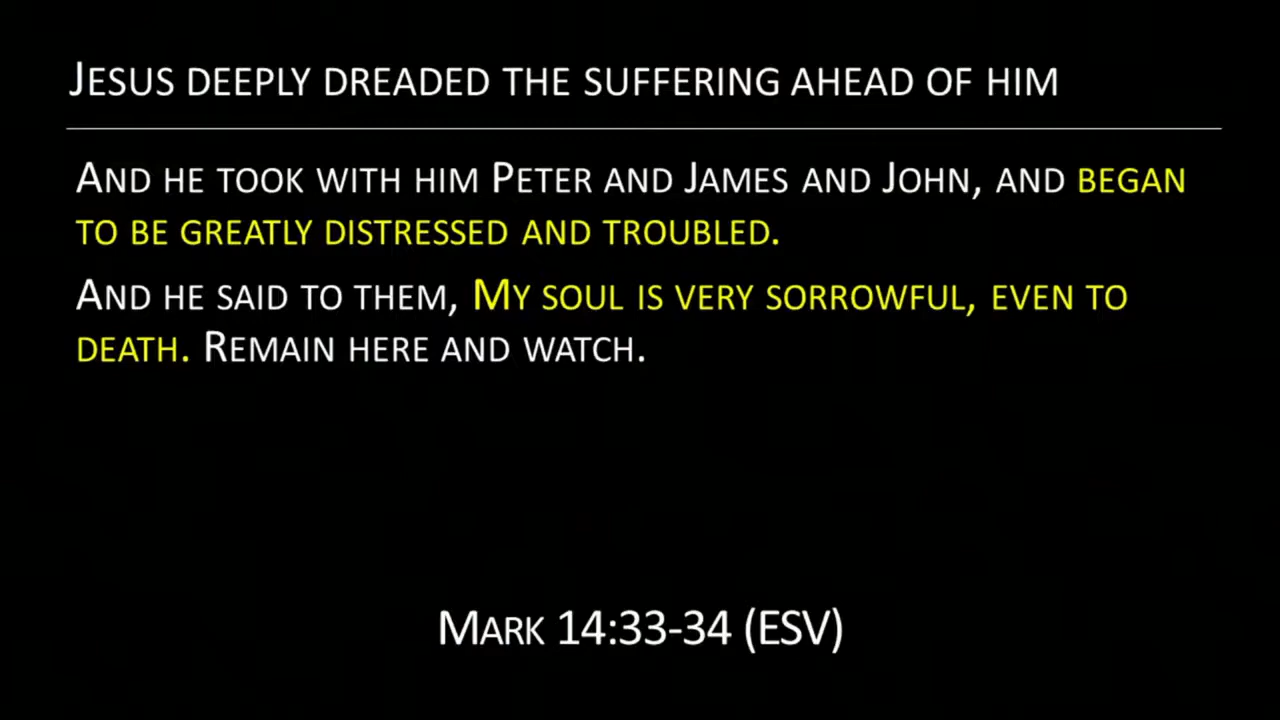 Jesus deeply dreaded the suffering ahead of him
And he took with him Peter and James and John, and began
to be greatly distressed and troubled.
And he said to them, My soul is very sorrowful, even to
death. Remain here and watch.
Mark 14:33-34 (ESV)